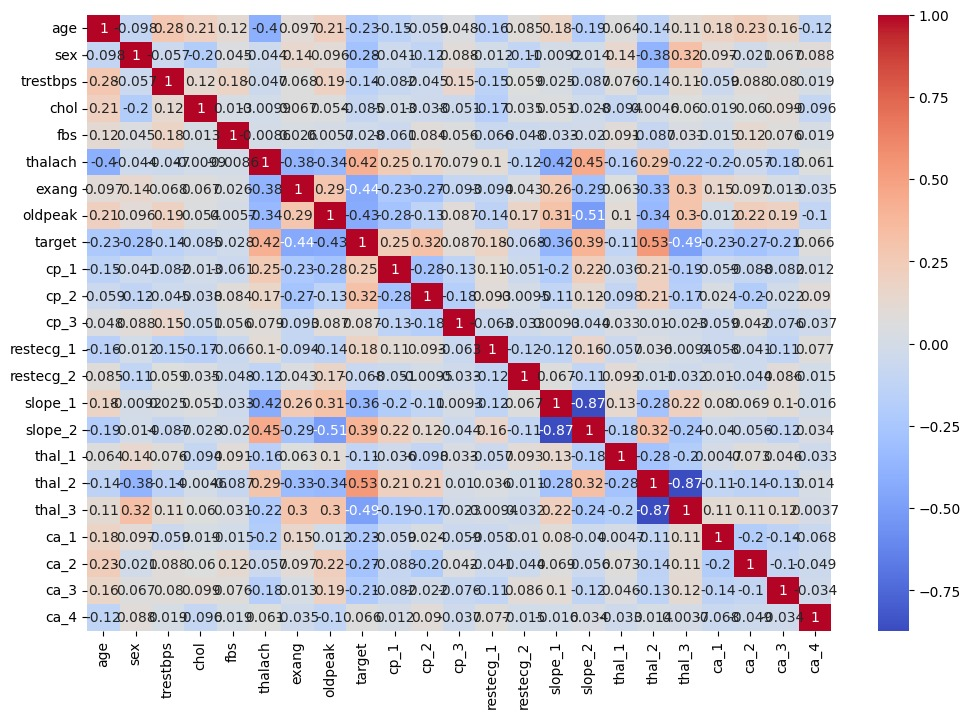 age 1 -0.098 0.28 0.21 0.12 -0.4 0.097 0.21 -0.23 -0.15 -0.059 -0.048 -0.16 -0.085 0.18 -0.19 0.064 -0.14 0.11 0.18 0.23 0.16 -0.12
sex -0.098 1 -0.057 -0.2 0.045 -0.044 0.14 0.096 -0.28 -0.041 -0.12 0.088 -0.012 -0.11 -0.0092 -0.014 0.14 -0.38 0.32 0.097 -0.021 0.067 0.088
trestbps 0.28 -0.057 1 0.12 0.18 -0.047 0.068 0.19 -0.14 -0.082 -0.045 0.15 -0.15 0.059 0.025 -0.087 0.076 -0.14 0.11 -0.059 0.088 0.08 0.019
chol 0.21 -0.2 0.12 1 0.013 -0.0099 0.067 0.054 -0.085 -0.013 -0.038 -0.051 -0.17 0.035 0.051 -0.028 -0.094 -0.0046 0.06 0.019 0.06 0.099 -0.096
fbs 0.12 0.045 0.18 0.013 1 -0.0086 0.026 0.0057 -0.028 -0.061 0.084 0.056 -0.066 -0.048 -0.033 -0.02 0.091 -0.087 0.031 -0.015 0.12 0.076 0.019
thalach -0.4 -0.044 -0.047 -0.0099 -0.0086 1 -0.38 -0.34 0.42 0.25 0.17 0.079 0.1 -0.12 -0.42 0.45 -0.16 0.29 -0.22 -0.2 -0.057 -0.18 0.061
exang 0.097 0.14 0.068 0.067 0.026 -0.38 1 0.29 -0.44 -0.23 -0.27 -0.093 -0.094 0.043 0.26 -0.29 0.063 -0.33 0.3 0.15 0.097 0.013 -0.035
oldpeak 0.21 0.096 0.19 0.054 0.0057 -0.34 0.29 1 -0.43 -0.28 -0.13 0.087 -0.14 0.17 0.31 -0.51 0.1 -0.34 0.3 -0.012 0.22 0.19 -0.1
target -0.23 -0.28 -0.14 -0.085 -0.028 0.42 -0.44 -0.43 1 0.25 0.32 0.087 0.18 -0.068 -0.36 0.39 -0.11 0.53 -0.49 -0.23 -0.27 -0.21 0.066
cp_1 -0.15 -0.041 -0.082 -0.013 -0.061 0.25 -0.23 -0.28 0.25 1 -0.28 -0.13 0.11 -0.051 -0.2 0.22 -0.036 0.21 -0.19 -0.059 -0.088 -0.082 0.012
cp_2 -0.059 -0.12 -0.045 -0.038 0.084 0.17 -0.27 -0.13 0.32 -0.28 1 -0.18 0.093 -0.0095 -0.11 0.12 -0.098 0.21 -0.17 0.024 -0.2 -0.022 0.09
cp_3 0.048 0.088 0.15 -0.051 0.056 0.079 -0.093 0.087 0.087 -0.13 -0.18 1 -0.063 -0.033 0.0093 -0.044 0.033 0.01 -0.023 -0.059 0.042 -0.076 -0.037
restecg_1 -0.16 -0.012 -0.15 -0.17 -0.066 0.1 -0.094 -0.14 0.18 0.11 0.093 -0.063 1 -0.12 -0.12 0.16 -0.057 0.036 -0.0094 -0.058 -0.041 -0.11 0.077
restecg_2 0.085 -0.11 0.059 0.035 -0.048 -0.12 0.043 0.17 -0.068 -0.051 -0.0095 -0.033 -0.12 1 0.067 -0.11 0.093 -0.011 -0.032 0.01 -0.044 0.086 -0.015
slope_1 0.18 -0.0092 0.025 0.051 -0.033 -0.42 0.26 0.31 -0.36 -0.2 -0.11 0.0093 -0.12 0.067 1 -0.87 0.13 -0.28 0.22 0.08 0.069 0.1 -0.016
slope_2 -0.19 -0.014 -0.087 -0.028 -0.02 0.45 -0.29 -0.51 0.39 0.22 0.12 -0.044 0.16 -0.11 -0.87 1 -0.18 0.32 -0.24 -0.04 -0.056 -0.12 0.034
thal_1 0.064 0.14 0.076 -0.094 0.091 -0.16 0.063 0.1 -0.11 -0.036 -0.098 0.033 -0.057 0.093 0.13 -0.18 1 -0.28 -0.2 -0.0047 0.073 0.046 -0.033
thal_2 -0.14 -0.38 -0.14 -0.0046 -0.087 0.29 -0.33 -0.34 0.53 0.21 0.21 0.01 0.036 -0.011 -0.28 0.32 -0.28 1 -0.87 -0.11 -0.14 -0.13 0.014
thal_3 0.11 0.32 0.11 0.06 0.031 -0.22 0.3 0.3 -0.49 -0.19 -0.17 -0.023 -0.0094 -0.032 0.22 -0.24 -0.2 -0.87 1 0.11 0.11 0.12 0.0037
ca_1 0.18 0.097 -0.059 0.019 -0.015 -0.2 0.15 -0.012 -0.23 -0.059 0.024 -0.059 -0.058 0.01 0.08 -0.04 -0.0047 -0.11 0.11 1 -0.2 -0.14 -0.068
ca_2 0.23 -0.021 0.088 0.06 0.12 -0.057 0.097 0.22 -0.27 -0.088 -0.2 0.042 -0.041 -0.044 0.069 -0.056 0.073 -0.14 0.11 -0.2 1 -0.1 -0.049
ca_3 0.16 0.067 0.08 0.099 0.076 -0.18 0.013 0.19 -0.21 -0.082 -0.022 -0.076 -0.11 0.086 0.1 -0.12 0.046 -0.13 0.12 -0.14 -0.1 1 -0.034
ca_4 -0.12 0.088 0.019 -0.096 0.019 0.061 -0.035 -0.1 0.066 0.012 0.09 -0.037 0.077 -0.015 -0.016 0.034 -0.033 0.014 0.0037 -0.068 -0.049 -0.034 1
age sex trestbps chol fbs thalach exang oldpeak target cp_1 cp_2 cp_3 restecg_1 restecg_2 slope_1 slope_2 thal_1 thal_2 thal_3 ca_1 ca_2 ca_3 ca_4
1.00
0.75
0.50
0.25
0.00
−0.25
−0.50
−0.75